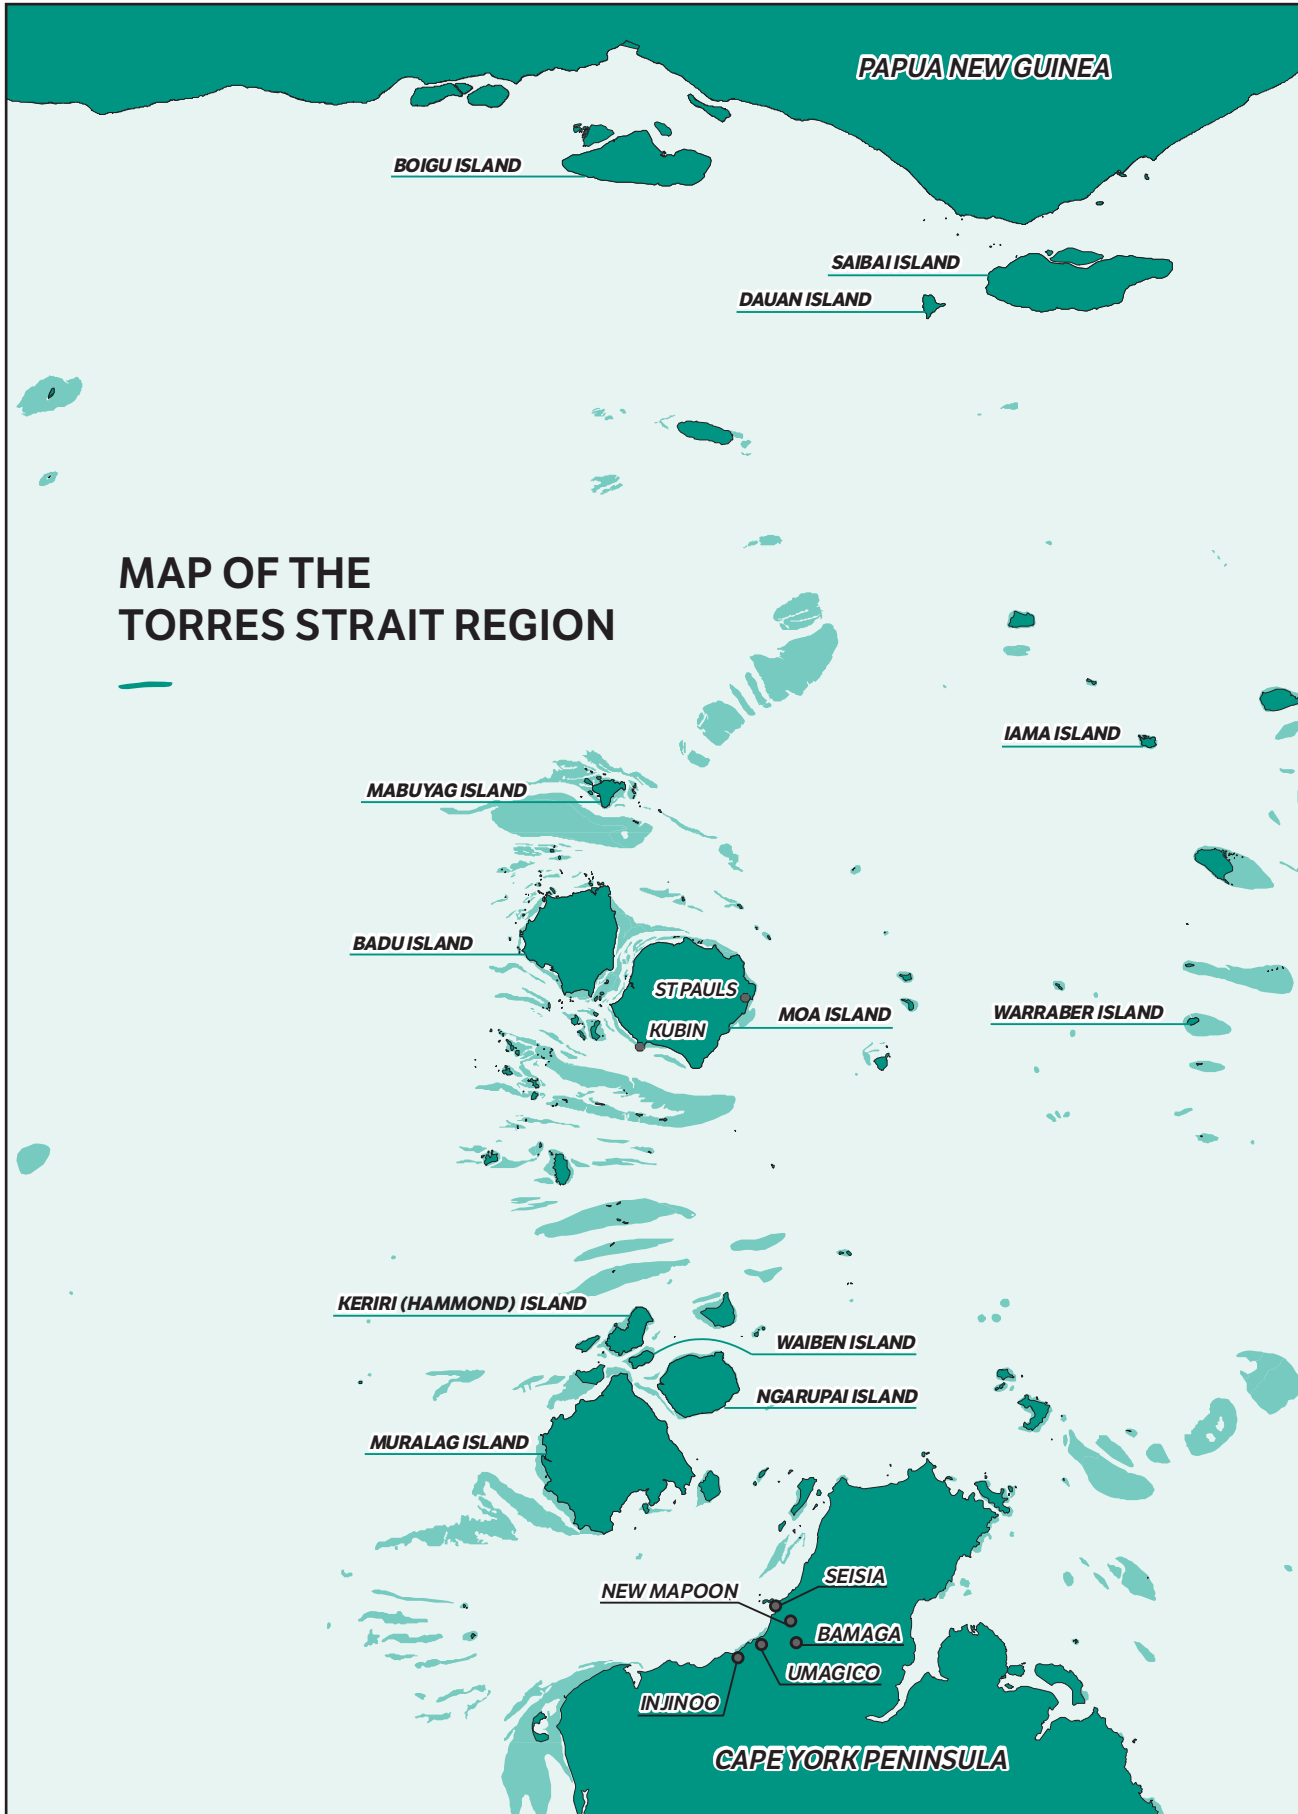 PAPUA NEW GUINEA
BOIGU ISLAND
SAIBAI ISLAND
DAUAN ISLAND
MAP OF THE
TORRES STRAIT REGION
IAMA ISLAND
MABUYAG ISLAND
BADU ISLAND
ST PAULS
MOA ISLAND
WARRABER ISLAND
KUBIN
KERIRI (HAMMOND) ISLAND
WAIBEN ISLAND
NGARUPAI ISLAND
MURALAG ISLAND
SEISIA
NEW MAPOON
BAMAGA
UMAGICO
INJINOO
CAPE YORK PENINSULA